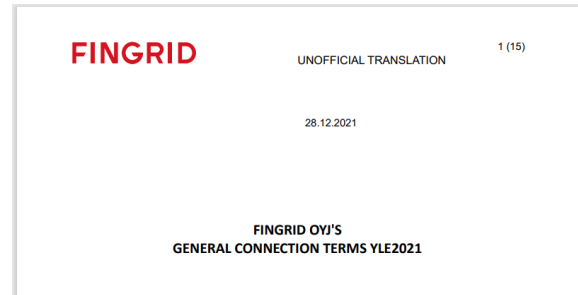 FINGRID
UNOFFICIAL TRANSLATION
1 (15)
28.12.2021
FINGRID OYJ'S
GENERAL CONNECTION TERMS YLE2021